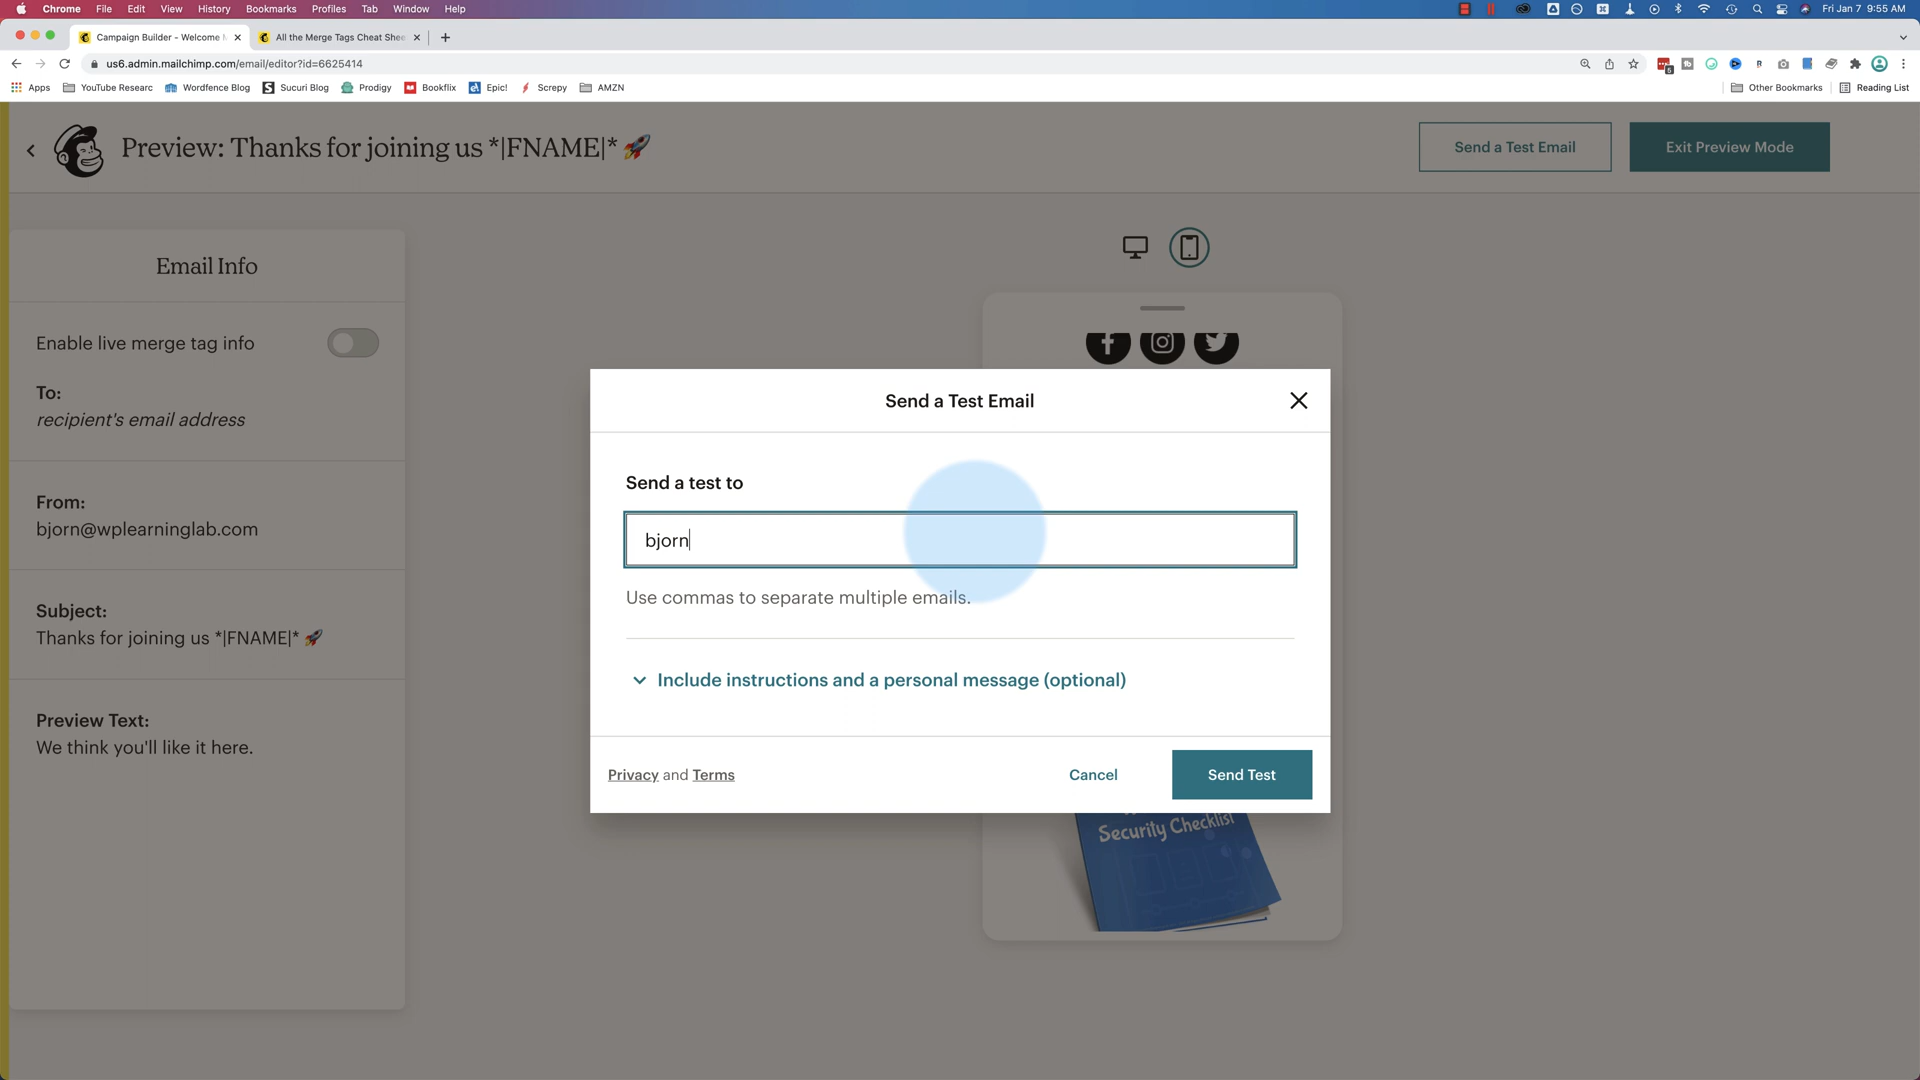 Chrome File Edit View History Bookmarks Profiles Tab Window Help
Fri Jan 7 9:55 AM
Campaign Builder - Welcome
All the Merge Tags Cheat Shee
us6.admin.mailchimp.com/email/editor?id=6625414
Apps YouTube Researc Wordfence Blog Sucuri Blog Prodigy Bookflix Epic! Screpy AMZN Other Bookmarks Reading List
Preview: Thanks for joining us *|FNAME|* 🚀
Send a Test Email
Exit Preview Mode
Email Info
Enable live merge tag info
To:
recipient's email address
From:
bjorn@wplearninglab.com
Subject:
Thanks for joining us *|FNAME|* 🚀
Preview Text:
We think you'll like it here.
Send a Test Email
Send a test to
bjorn
Use commas to separate multiple emails.
Include instructions and a personal message (optional)
Privacy and Terms
Cancel
Send Test
Security Checklist